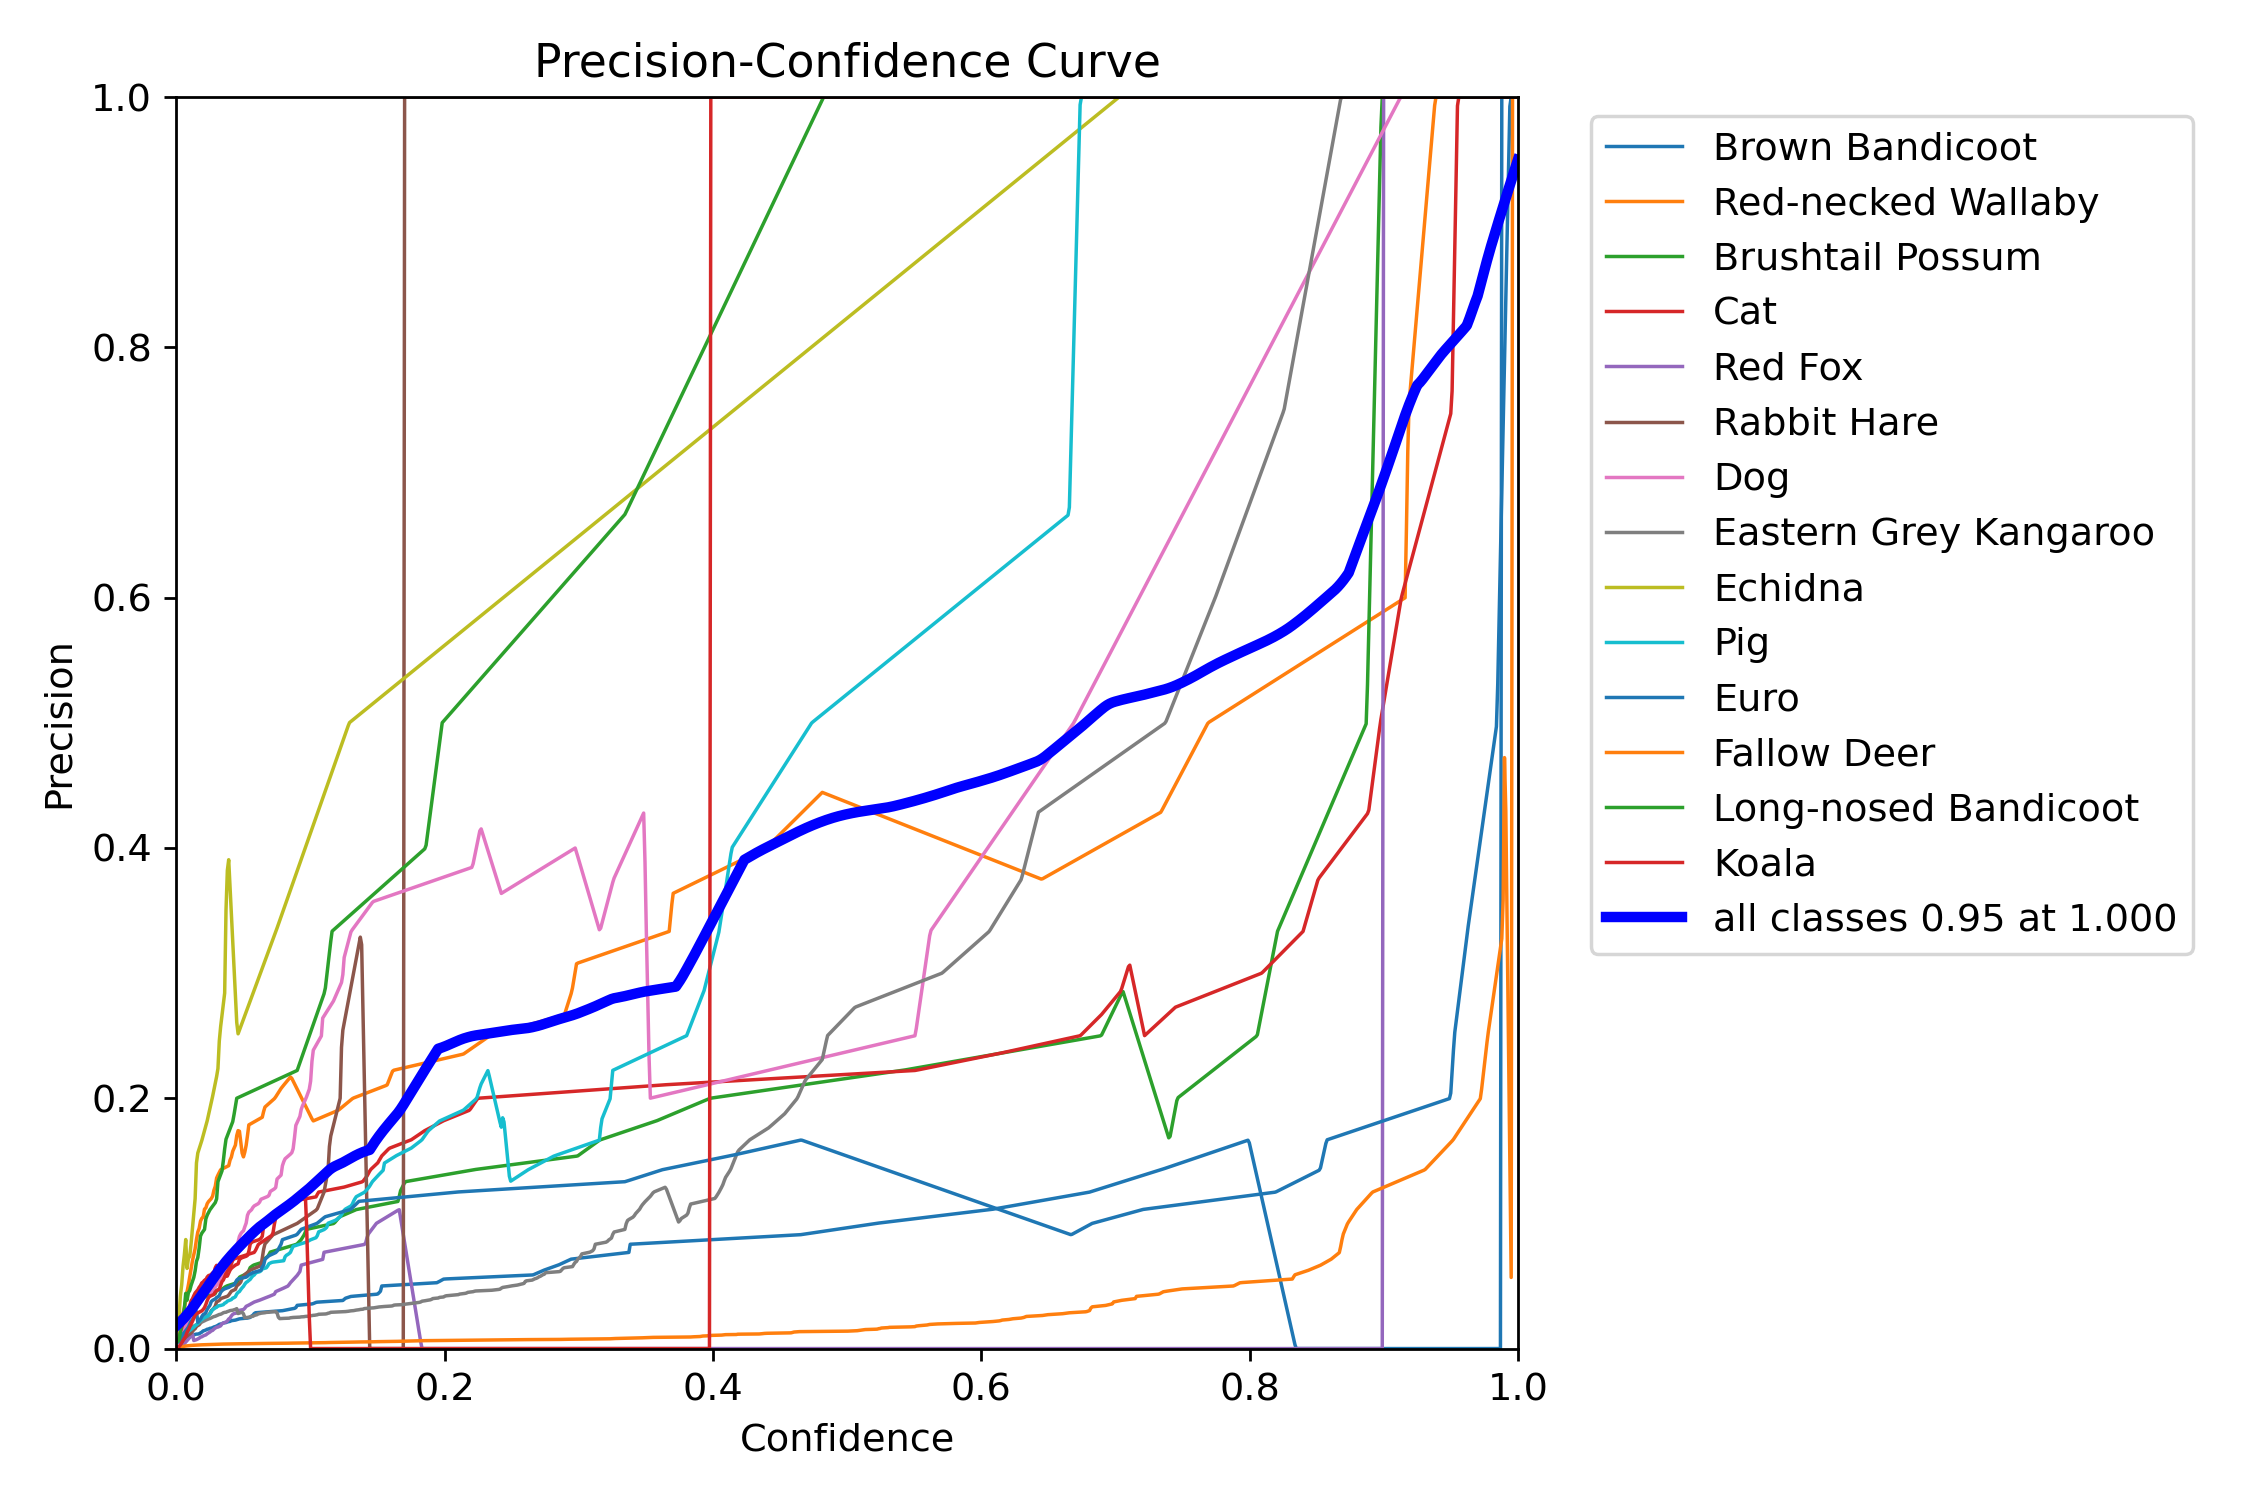 Precision-Confidence Curve
1.0
0.8
0.6
0.4
0.2
0.0
Precision
0.0 0.2 0.4 0.6 0.8 1.0
Confidence
Brown Bandicoot
Red-necked Wallaby
Brushtail Possum
Cat
Red Fox
Rabbit Hare
Dog
Eastern Grey Kangaroo
Echidna
Pig
Euro
Fallow Deer
Long-nosed Bandicoot
Koala
all classes 0.95 at 1.000